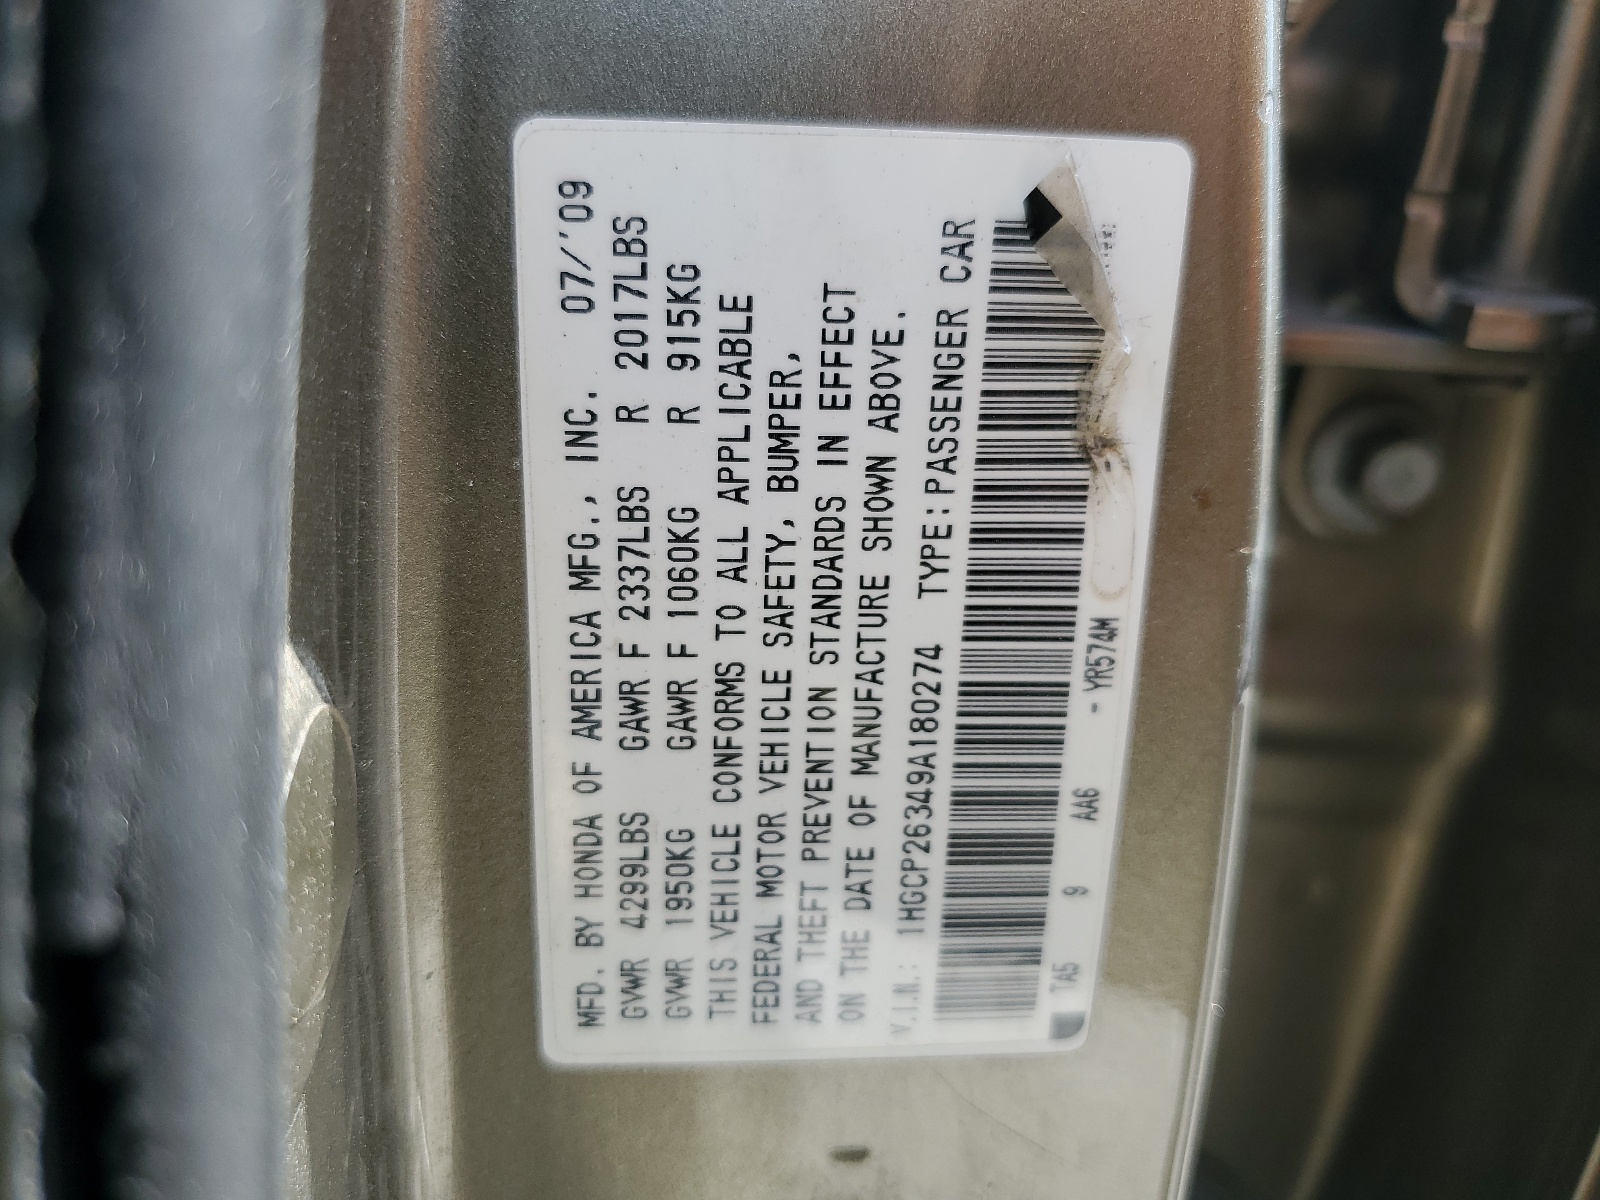 MFD. BY HONDA OF AMERICA MFG., INC. 07/'09
GVWR 4299LBS GAWR F 2337LBS R 2017LBS
GVWR 1950KG GAWR F 1060KG R 915KG
THIS VEHICLE CONFORMS TO ALL APPLICABLE
FEDERAL MOTOR VEHICLE SAFETY, BUMPER,
AND THEFT PREVENTION STANDARDS IN EFFECT
ON THE DATE OF MANUFACTURE SHOWN ABOVE.
V.I.N.: 1HGCP26349A180274 TYPE:PASSENGER CAR
TA5 9 AA6 - YR574M